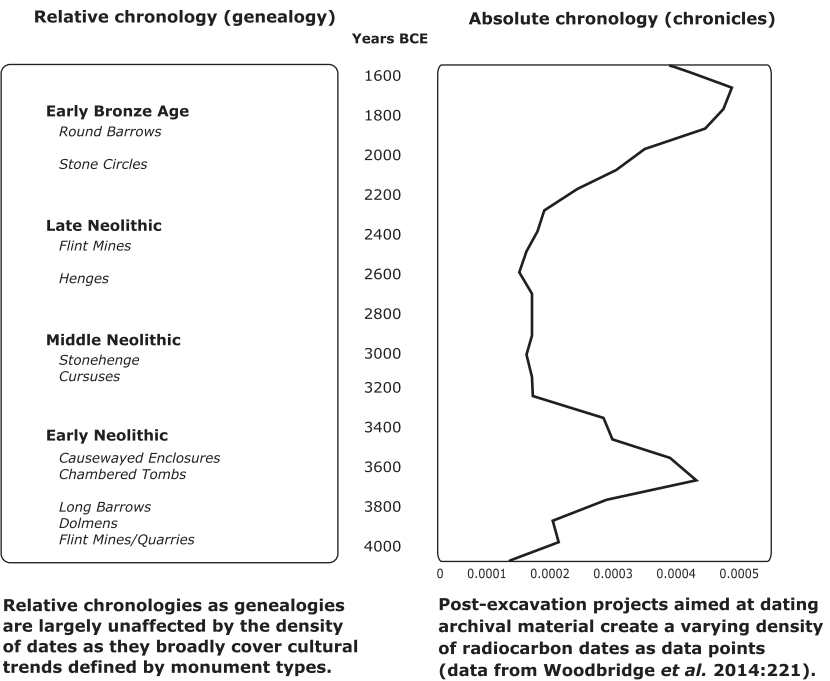 Relative chronology (genealogy)
Absolute chronology (chronicles)
Years BCE
Early Bronze Age
Round Barrows
Stone Circles
Late Neolithic
Flint Mines
Henges
Middle Neolithic
Stonehenge
Cursuses
Early Neolithic
Causewayed Enclosures
Chambered Tombs
Long Barrows
Dolmens
Flint Mines/Quarries
1600
1800
2000
2200
2400
2600
2800
3000
3200
3400
3600
3800
4000
0 0.0001 0.0002 0.0003 0.0004 0.0005
Relative chronologies as genealogies
are largely unaffected by the density
of dates as they broadly cover cultural
trends defined by monument types.
Post-excavation projects aimed at dating
archival material create a varying density
of radiocarbon dates as data points
(data from Woodbridge et al. 2014:221).